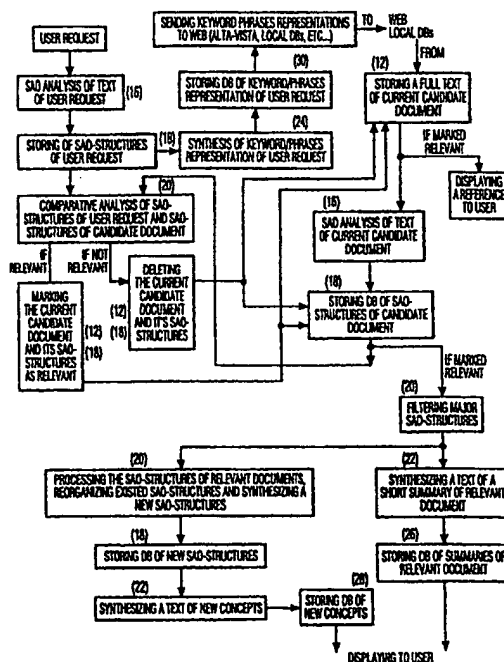 USER REQUEST
SAO ANALYSIS OF TEXT
OF USER REQUEST
(16)
STORING OF SAO-STRUCTURES
OF USER REQUEST
(18)
SENDING KEYWORD PHRASES REPRESENTATIONS
TO WEB (ALTA-VISTA, LOCAL DBs, ETC...)
TO
WEB
LOCAL DBs
FROM
(30)
STORING DB OF KEYWORD/PHRASES
REPRESENTATION OF USER REQUEST
(24)
SYNTHESIS OF KEYWORD/PHRASES
REPRESENTATION OF USER REQUEST
(12)
STORING A FULL TEXT
OF CURRENT CANDIDATE
DOCUMENT
IF MARKED
RELEVANT
DISPLAYING
A REFERENCE
TO USER
(20)
COMPARATIVE ANALYSIS OF SAO-
STRUCTURES OF USER REQUEST AND SAO-
STRUCTURES OF CANDIDATE DOCUMENT
IF
RELEVANT
IF NOT
RELEVANT
MARKING
THE CURRENT
CANDIDATE
DOCUMENT
AND ITS SAO-
STRUCTURES
AS RELEVANT
(12)
(18)
DELETING
THE CURRENT
CANDIDATE
DOCUMENT
AND IT'S SAO-
STRUCTURES
(12)
(18)
(16)
SAO ANALYSIS OF TEXT
OF CURRENT CANDIDATE
DOCUMENT
(18)
STORING DB OF SAO-
STRUCTURES OF CANDIDATE
DOCUMENT
IF MARKED
RELEVANT
(20)
FILTERING MAJOR
SAO-STRUCTURES
(20)
PROCESSING THE SAO-STRUCTURES OF RELEVANT DOCUMENTS,
REORGANIZING EXISTED SAO-STRUCTURES AND SYNTHESIZING A
NEW SAO-STRUCTURES
(18)
STORING DB OF NEW SAO-STRUCTURES
(22)
SYNTHESIZING A TEXT OF NEW CONCEPTS
(28)
STORING DB OF
NEW CONCEPTS
(22)
SYNTHESIZING A TEXT OF A
SHORT SUMMARY OF RELEVANT
DOCUMENT
(26)
STORING DB OF SUMMARIES OF
RELEVANT DOCUMENT
DISPLAYING TO USER